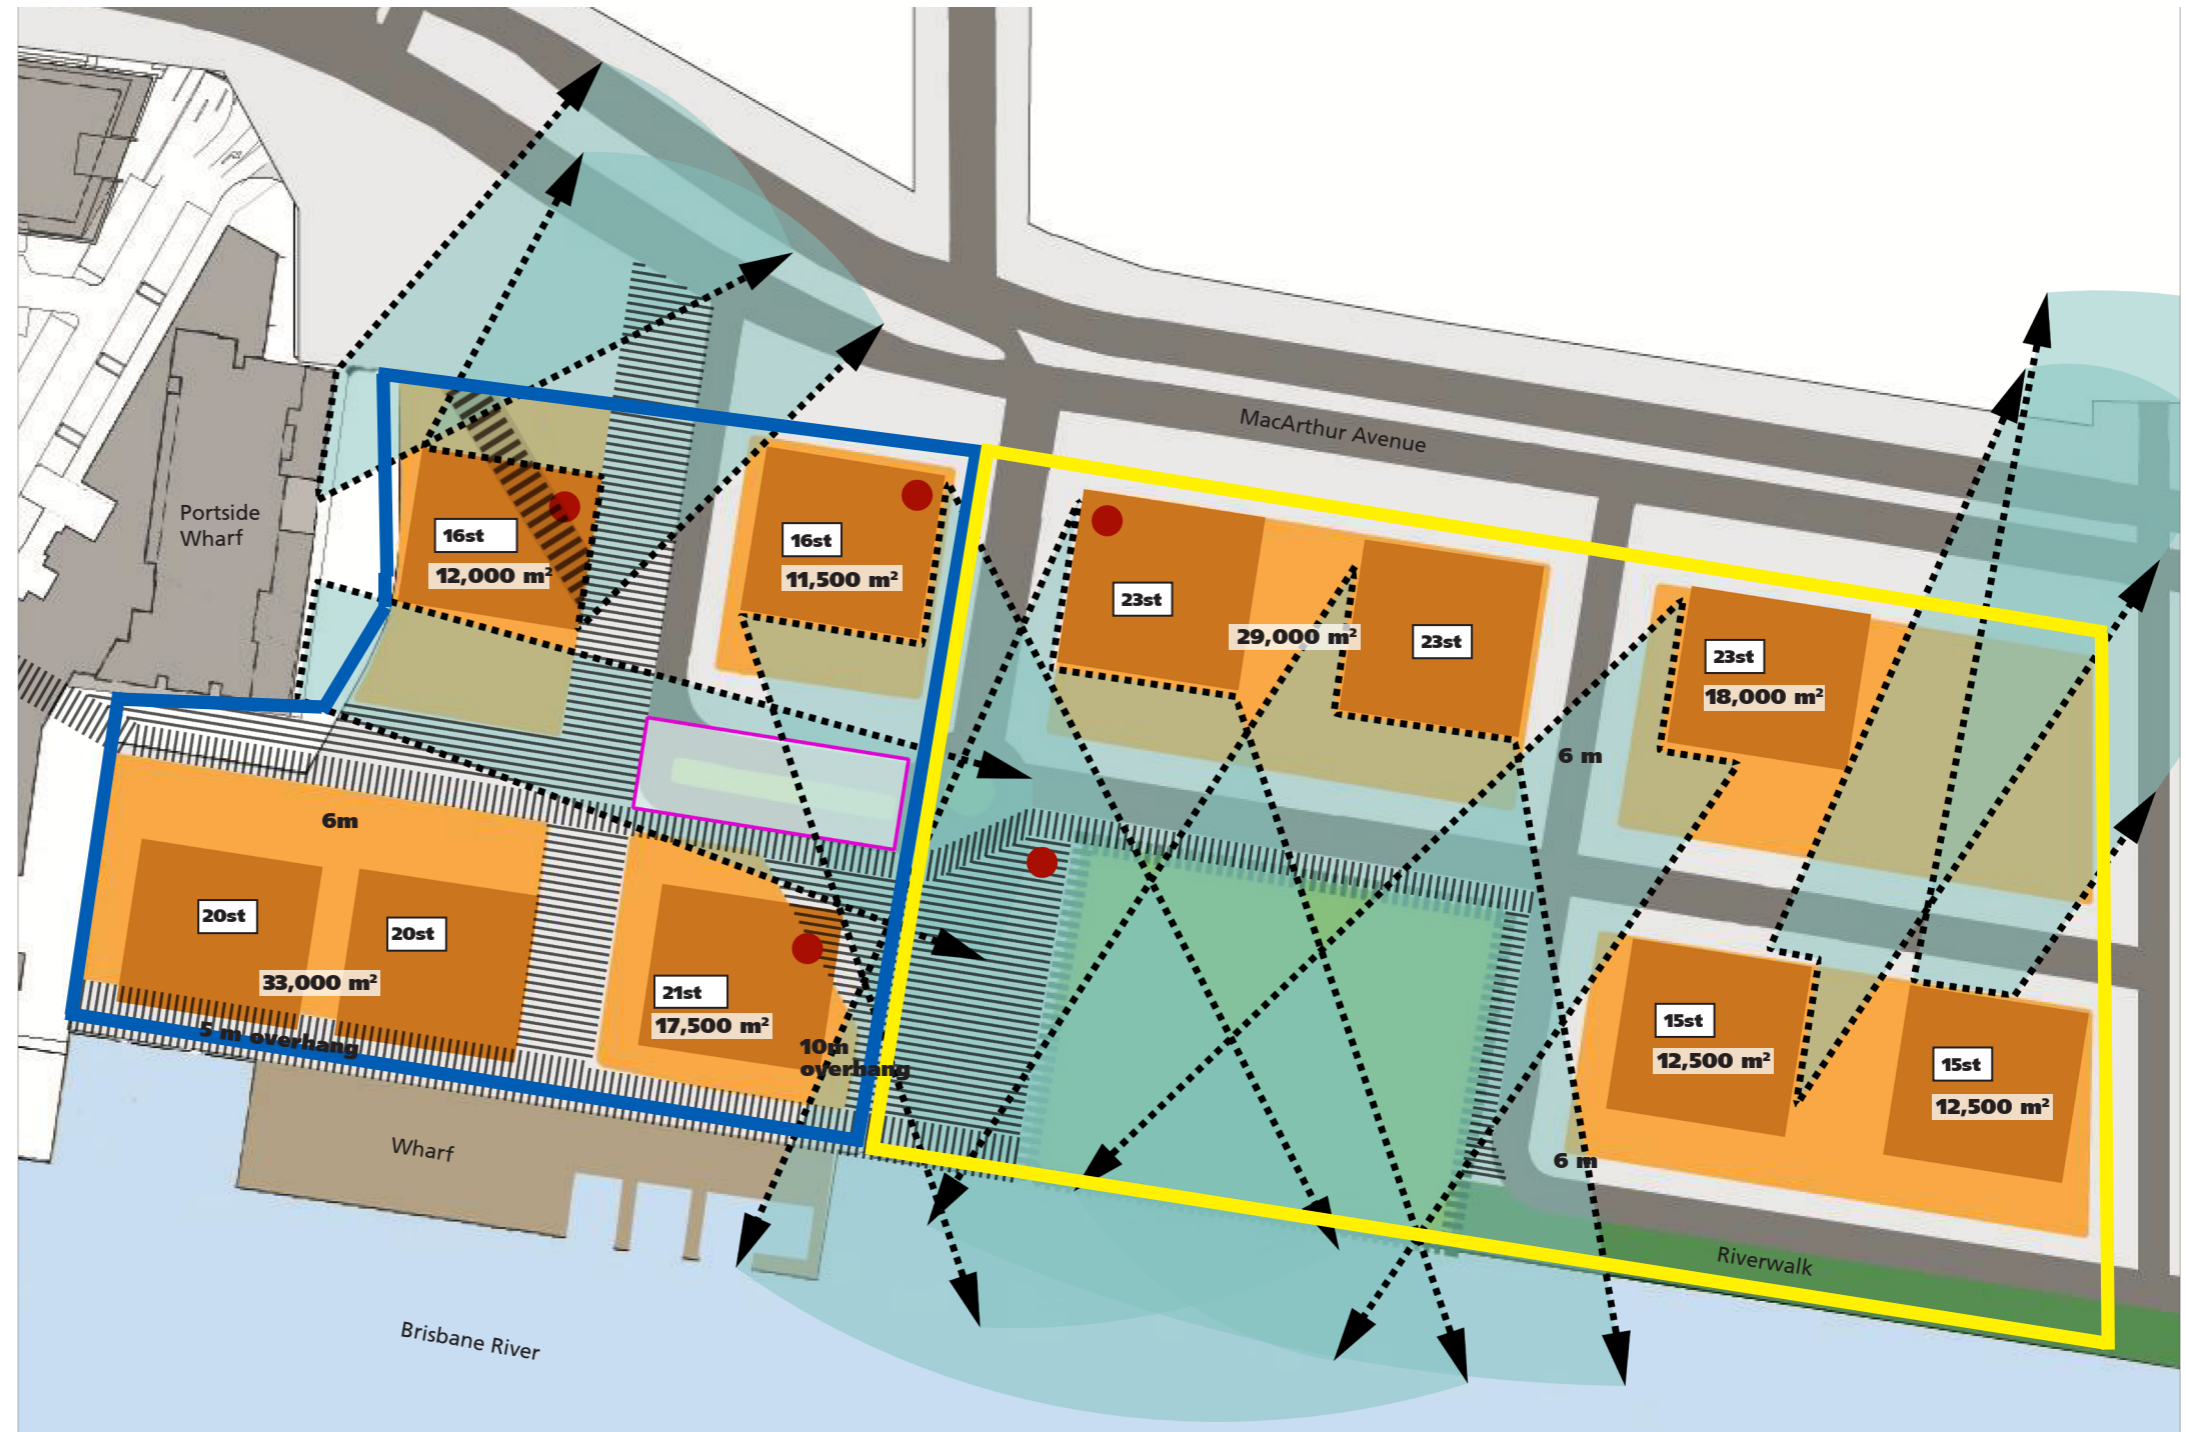 MacArthur Avenue
Portside
Wharf
16st
12,000 m²
16st
11,500 m²
23st
29,000 m²
23st
23st
18,000 m²
6 m
6m
20st
20st
33,000 m²
5 m overhang
21st
17,500 m²
10m
overhang
15st
12,500 m²
15st
12,500 m²
6 m
Wharf
Riverwalk
Brisbane River